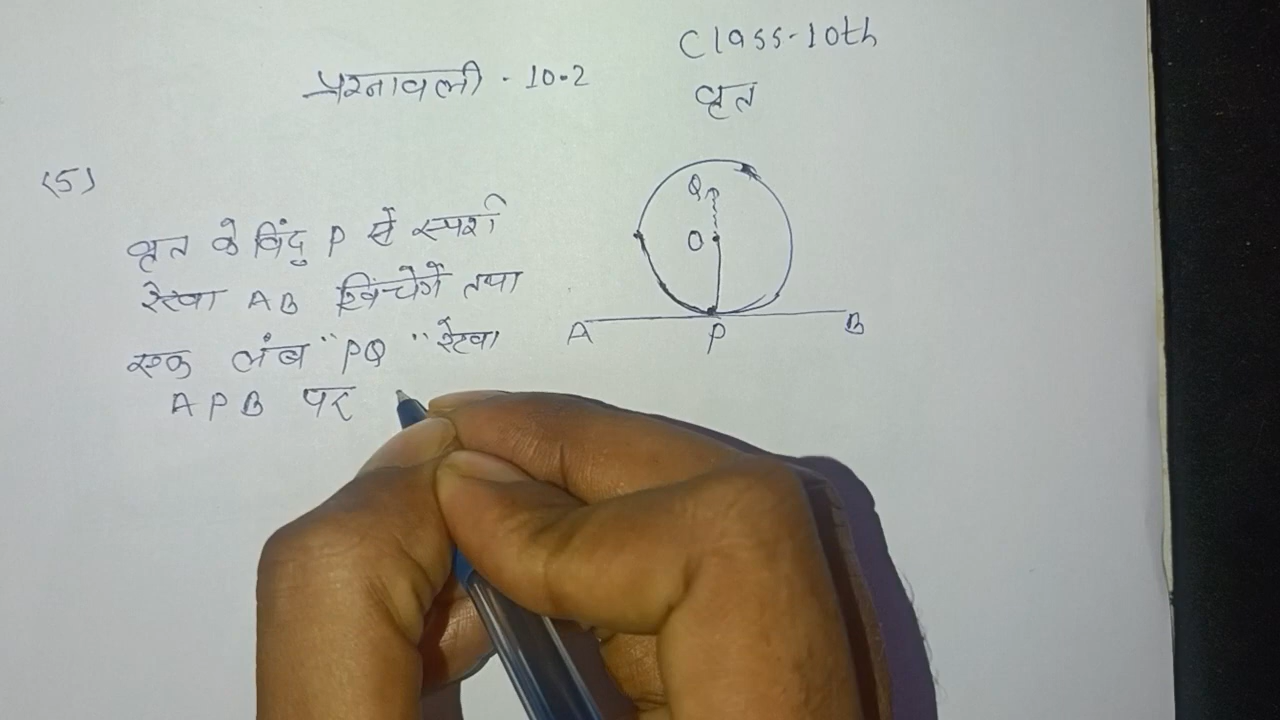 Class-10th
प्रश्नावली - 10.2
वृत
(5)
वृत के बिंदु P से स्पर्श
रेखा AB खिंचेगें तथा
एक लंब "PQ" रेखा
APB पर
Q
O
A
P
B